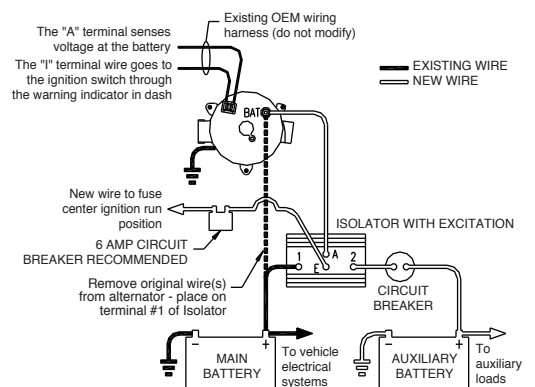 The "A" terminal senses
voltage at the battery
The "I" terminal wire goes to
the ignition switch through
the warning indicator in dash
Existing OEM wiring
harness (do not modify)
EXISTING WIRE
NEW WIRE
BAT
New wire to fuse
center ignition run
position
6 AMP CIRCUIT
BREAKER RECOMMENDED
ISOLATOR WITH EXCITATION
1 E A 2
Remove original wire(s)
from alternator - place on
terminal #1 of Isolator
CIRCUIT
BREAKER
− +
MAIN
BATTERY
To vehicle
electrical
systems
− +
AUXILIARY
BATTERY
To
auxiliary
loads